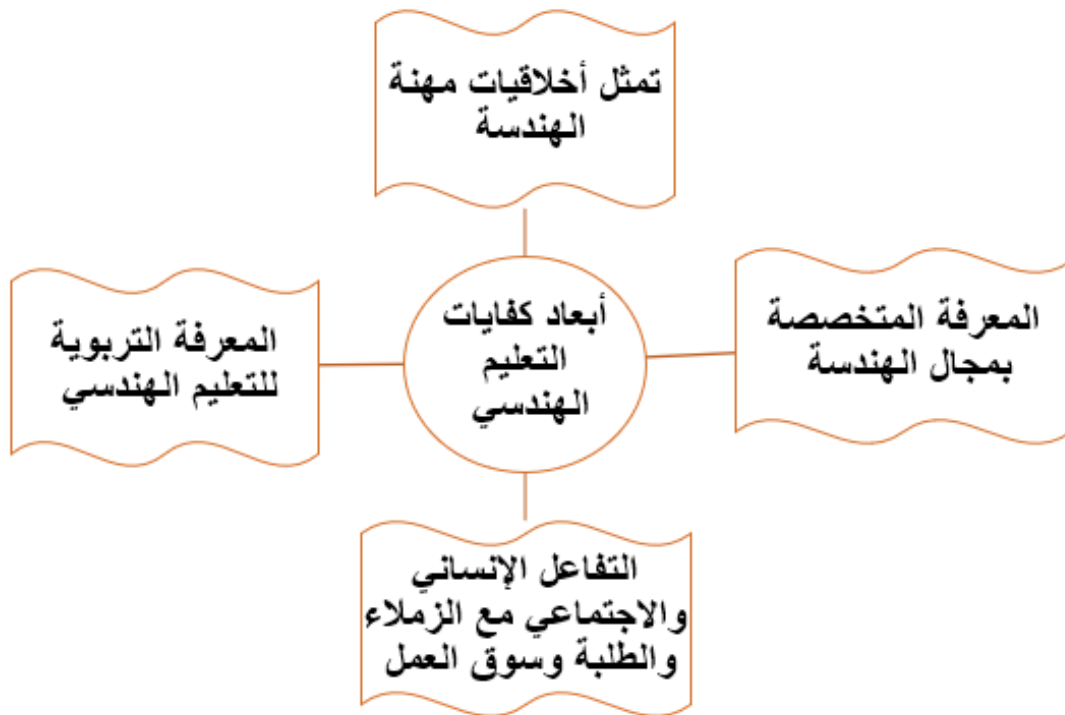 تمثل أخلاقيات مهنة
الهندسة
المعرفة المتخصصة
بمجال الهندسة
أبعاد كفايات
التعليم
الهندسي
المعرفة التربوية
للتعليم الهندسي
التفاعل الإنساني
والاجتماعي مع الزملاء
والطلبة وسوق العمل